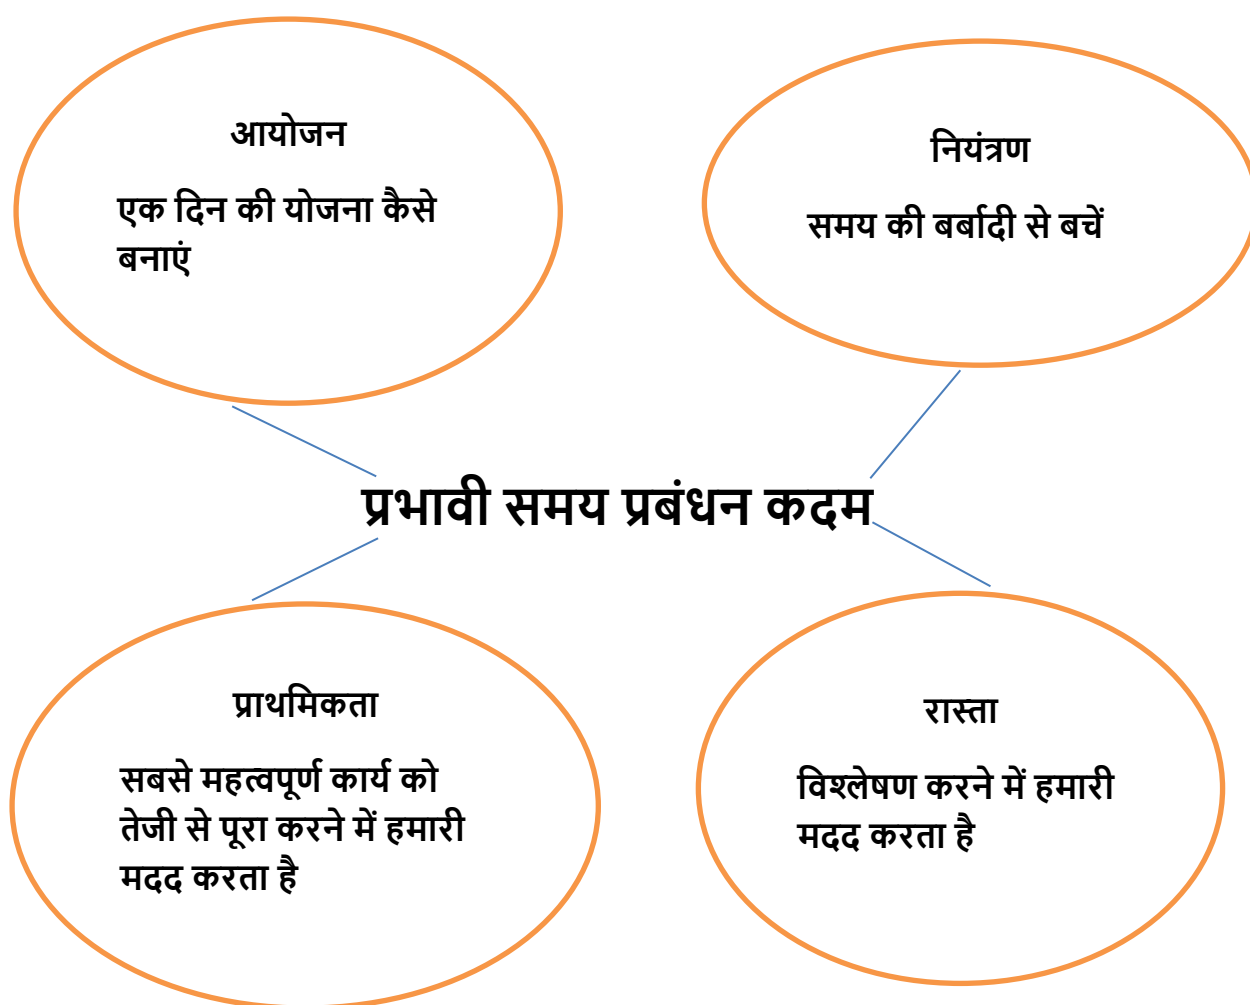 आयोजन
एक दिन की योजना कैसे
बनाएं
नियंत्रण
समय की बर्बादी से बचें
प्रभावी समय प्रबंधन कदम
प्राथमिकता
सबसे महत्वपूर्ण कार्य को
तेजी से पूरा करने में हमारी
मदद करता है
रास्ता
विश्लेषण करने में हमारी
मदद करता है